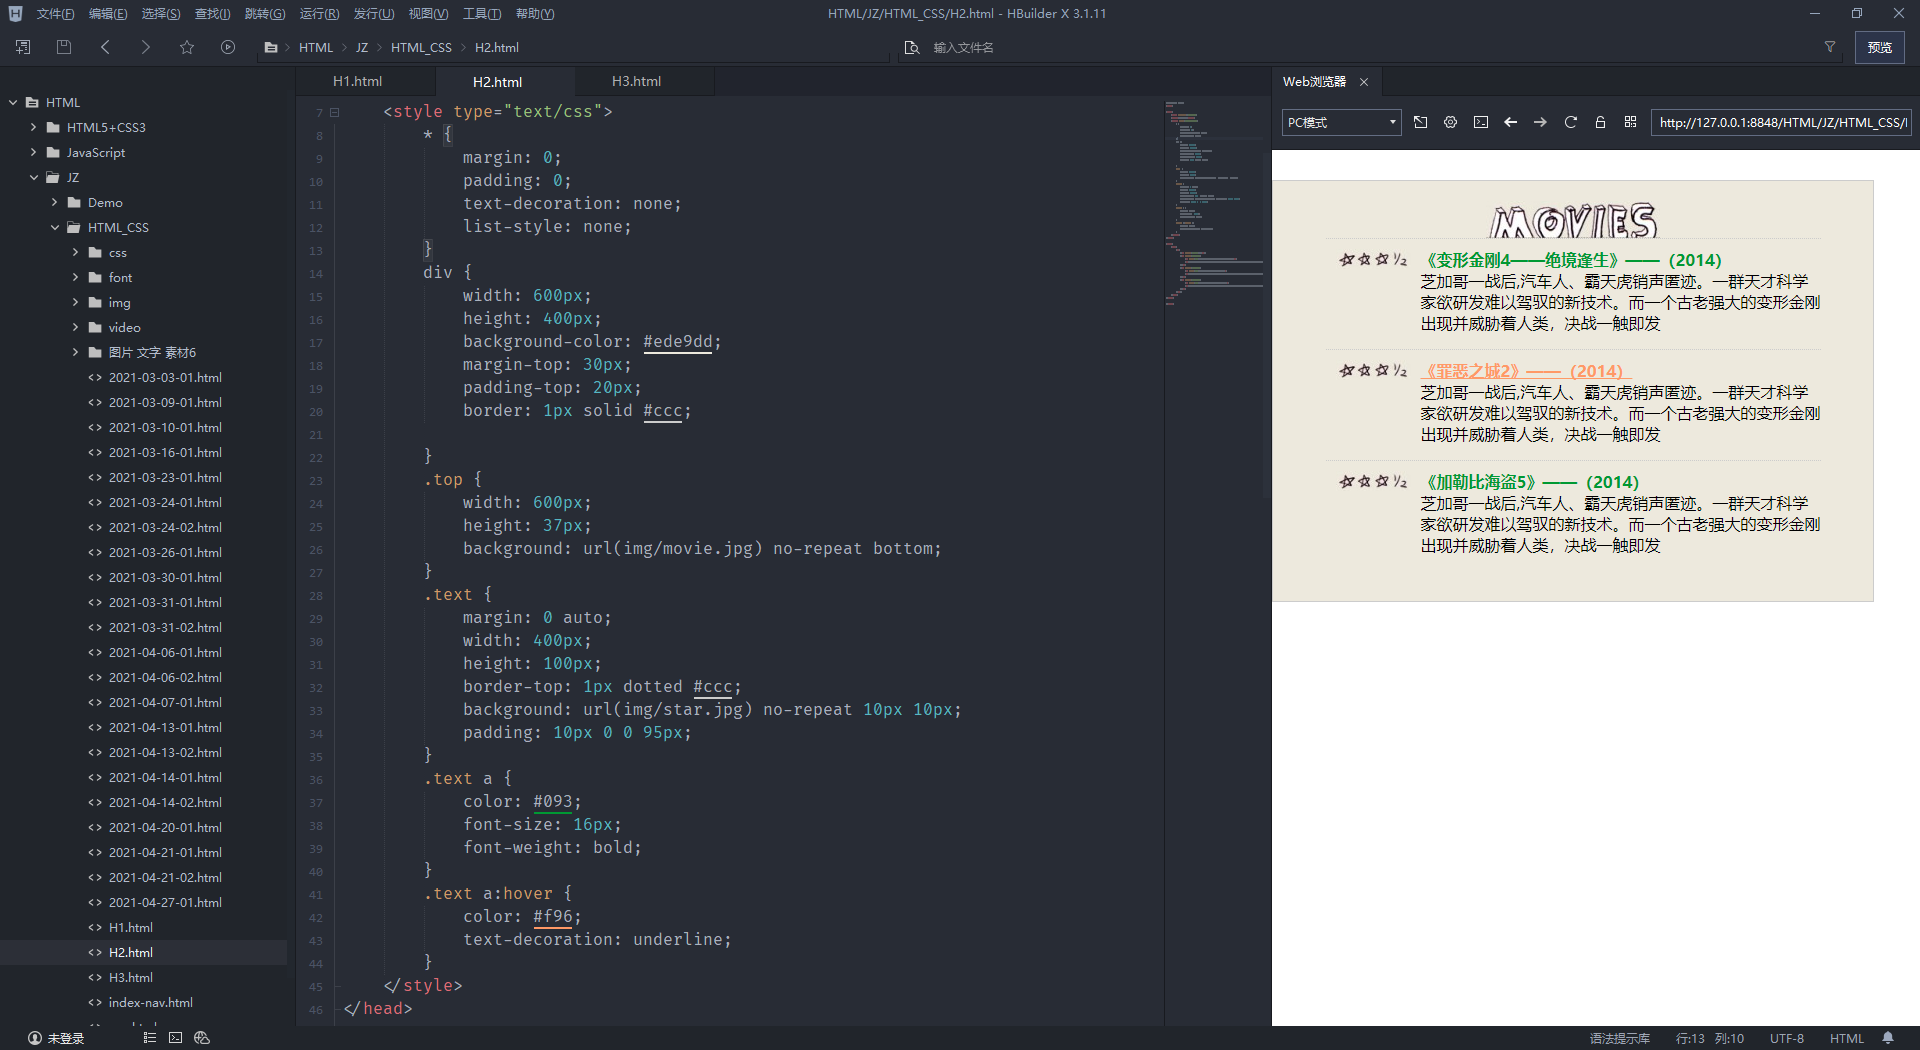 文件(F) 编辑(E) 选择(S) 查找(I) 跳转(G) 运行(R) 发行(U) 视图(V) 工具(T) 帮助(Y)
HTML/JZ/HTML_CSS/H2.html - HBuilder X 3.1.11
HTML JZ HTML_CSS H2.html
输入文件名
预览
HTML
HTML5+CSS3
JavaScript
JZ
Demo
HTML_CSS
css
font
img
video
图片 文字 素材6
2021-03-03-01.html
2021-03-09-01.html
2021-03-10-01.html
2021-03-16-01.html
2021-03-23-01.html
2021-03-24-01.html
2021-03-24-02.html
2021-03-26-01.html
2021-03-30-01.html
2021-03-31-01.html
2021-03-31-02.html
2021-04-06-01.html
2021-04-06-02.html
2021-04-07-01.html
2021-04-13-01.html
2021-04-13-02.html
2021-04-14-01.html
2021-04-14-02.html
2021-04-20-01.html
2021-04-21-01.html
2021-04-21-02.html
2021-04-27-01.html
H1.html
H2.html
H3.html
index-nav.html
H1.html H2.html H3.html
7 <style type="text/css">
8 * {
9 margin: 0;
10 padding: 0;
11 text-decoration: none;
12 list-style: none;
13 }
14 div {
15 width: 600px;
16 height: 400px;
17 background-color: #ede9dd;
18 margin-top: 30px;
19 padding-top: 20px;
20 border: 1px solid #ccc;
21
22 }
23 .top {
24 width: 600px;
25 height: 37px;
26 background: url(img/movie.jpg) no-repeat bottom;
27 }
28 .text {
29 margin: 0 auto;
30 width: 400px;
31 height: 100px;
32 border-top: 1px dotted #ccc;
33 background: url(img/star.jpg) no-repeat 10px 10px;
34 padding: 10px 0 0 95px;
35 }
36 .text a {
37 color: #093;
38 font-size: 16px;
39 font-weight: bold;
40 }
41 .text a:hover {
42 color: #f96;
43 text-decoration: underline;
44 }
45 </style>
46 </head>
Web浏览器
PC模式
http://127.0.0.1:8848/HTML/JZ/HTML_CSS/
MOVIES
1/2 《变形金刚4——绝境逢生》——（2014）
芝加哥一战后,汽车人、霸天虎销声匿迹。一群天才科学
家欲研发难以驾驭的新技术。而一个古老强大的变形金刚
出现并威胁着人类，决战一触即发
1/2 《罪恶之城2》——（2014）
芝加哥一战后,汽车人、霸天虎销声匿迹。一群天才科学
家欲研发难以驾驭的新技术。而一个古老强大的变形金刚
出现并威胁着人类，决战一触即发
1/2 《加勒比海盗5》——（2014）
芝加哥一战后,汽车人、霸天虎销声匿迹。一群天才科学
家欲研发难以驾驭的新技术。而一个古老强大的变形金刚
出现并威胁着人类，决战一触即发
未登录
语法提示库 行:13 列:10 UTF-8 HTML